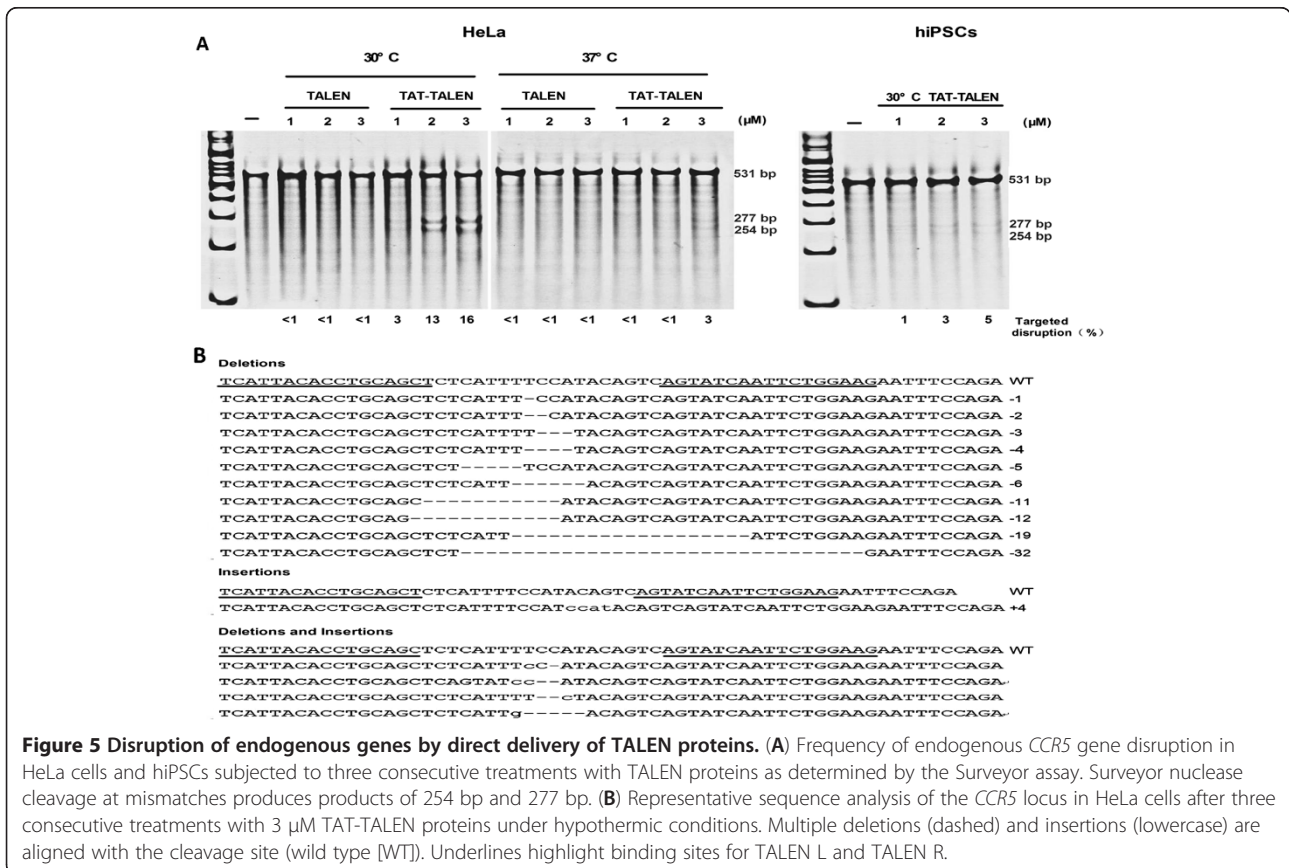 A
HeLa
hiPSCs
30° C
37° C
TALEN TAT-TALEN TALEN TAT-TALEN
30° C TAT-TALEN
— 1 2 3 1 2 3 1 2 3 1 2 3 (μM)
— 1 2 3 (μM)
531 bp
277 bp
254 bp
531 bp
277 bp
254 bp
<1 <1 <1 3 13 16 <1 <1 <1 <1 <1 3
1 3 5 Targeted
disruption (%)
B
Deletions
TCATTACACCTGCAGCTCTCATTTTCCATACAGTCAGTATCAATTCTGGAAGAATTTCCAGA WT
TCATTACACCTGCAGCTCTCATTT-CCATACAGTCAGTATCAATTCTGGAAGAATTTCCAGA -1
TCATTACACCTGCAGCTCTCATTT--CATACAGTCAGTATCAATTCTGGAAGAATTTCCAGA -2
TCATTACACCTGCAGCTCTCATTTT---TACAGTCAGTATCAATTCTGGAAGAATTTCCAGA -3
TCATTACACCTGCAGCTCTCATTT----TACAGTCAGTATCAATTCTGGAAGAATTTCCAGA -4
TCATTACACCTGCAGCTCT-----TCCATACAGTCAGTATCAATTCTGGAAGAATTTCCAGA -5
TCATTACACCTGCAGCTCTCATT------ACAGTCAGTATCAATTCTGGAAGAATTTCCAGA -6
TCATTACACCTGCAGC-----------ATACAGTCAGTATCAATTCTGGAAGAATTTCCAGA -11
TCATTACACCTGCAG------------ATACAGTCAGTATCAATTCTGGAAGAATTTCCAGA -12
TCATTACACCTGCAGCTCTCATT-------------------ATTCTGGAAGAATTTCCAGA -19
TCATTACACCTGCAGCTCT--------------------------------GAATTTCCAGA -32
Insertions
TCATTACACCTGCAGCTCTCATTTTCCATACAGTCAGTATCAATTCTGGAAGAATTTCCAGA WT
TCATTACACCTGCAGCTCTCATTTTCCATccatACAGTCAGTATCAATTCTGGAAGAATTTCCAGA +4
Deletions and Insertions
TCATTACACCTGCAGCTCTCATTTTCCATACAGTCAGTATCAATTCTGGAAGAATTTCCAGA WT
TCATTACACCTGCAGCTCTCATTTcC-ATACAGTCAGTATCAATTCTGGAAGAATTTCCAGA
TCATTACACCTGCAGCTCAGTATcc--ATACAGTCAGTATCAATTCTGGAAGAATTTCCAGA
TCATTACACCTGCAGCTCTCATTTT--cTACAGTCAGTATCAATTCTGGAAGAATTTCCAGA
TCATTACACCTGCAGCTCTCATTg-----ACAGTCAGTATCAATTCTGGAAGAATTTCCAGA
Figure 5 Disruption of endogenous genes by direct delivery of TALEN proteins. (A) Frequency of endogenous CCR5 gene disruption in
HeLa cells and hiPSCs subjected to three consecutive treatments with TALEN proteins as determined by the Surveyor assay. Surveyor nuclease
cleavage at mismatches produces products of 254 bp and 277 bp. (B) Representative sequence analysis of the CCR5 locus in HeLa cells after three
consecutive treatments with 3 μM TAT-TALEN proteins under hypothermic conditions. Multiple deletions (dashed) and insertions (lowercase) are
aligned with the cleavage site (wild type [WT]). Underlines highlight binding sites for TALEN L and TALEN R.